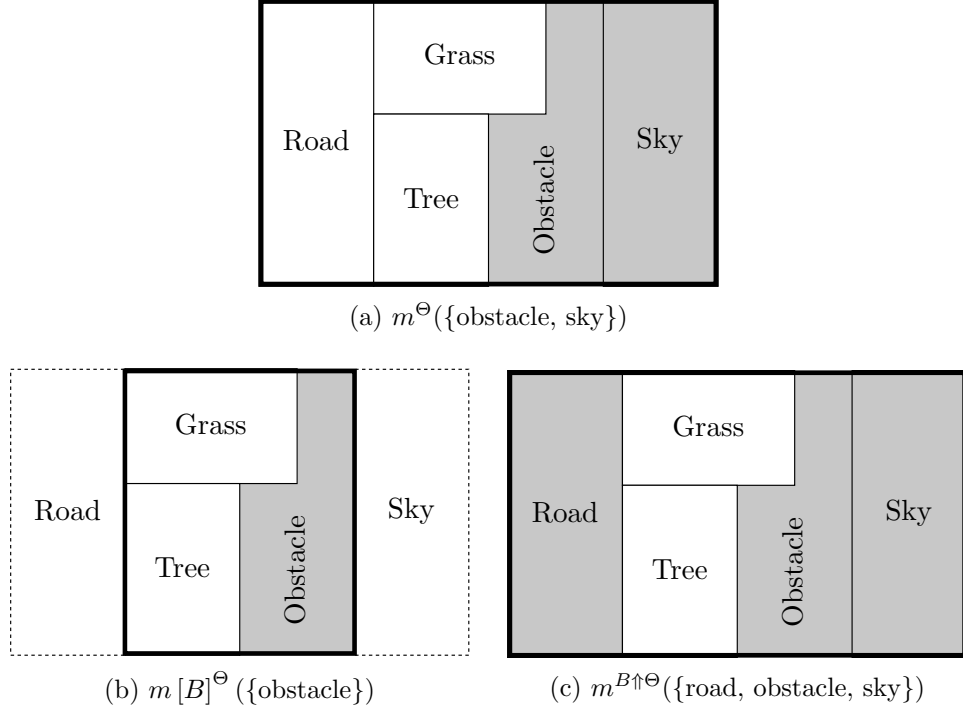 Grass
Road
Sky
Tree
Obstacle
(a) m^Θ({obstacle, sky})
Grass
Road
Sky
Tree
Obstacle
(b) m [B]^Θ ({obstacle})
Grass
Road
Sky
Tree
Obstacle
(c) m^{B⇑Θ}({road, obstacle, sky})